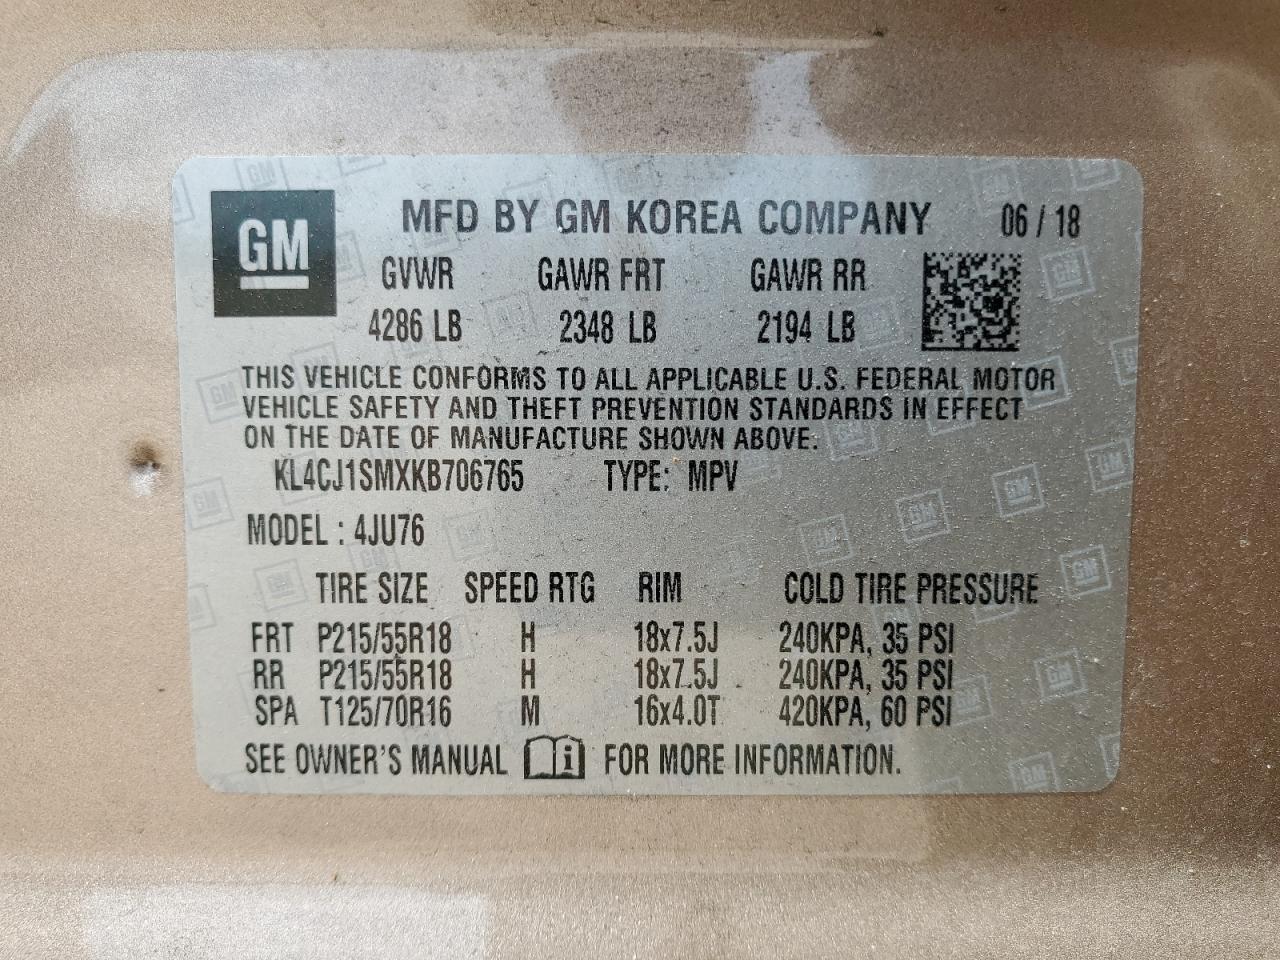 GM
MFD BY GM KOREA COMPANY 06 / 18
GVWR GAWR FRT GAWR RR
4286 LB 2348 LB 2194 LB
THIS VEHICLE CONFORMS TO ALL APPLICABLE U.S. FEDERAL MOTOR
VEHICLE SAFETY AND THEFT PREVENTION STANDARDS IN EFFECT
ON THE DATE OF MANUFACTURE SHOWN ABOVE.
KL4CJ1SMXKB706765 TYPE: MPV
MODEL : 4JU76
TIRE SIZE SPEED RTG RIM COLD TIRE PRESSURE
FRT P215/55R18 H 18x7.5J 240KPA, 35 PSI
RR P215/55R18 H 18x7.5J 240KPA, 35 PSI
SPA T125/70R16 M 16x4.0T 420KPA, 60 PSI
SEE OWNER'S MANUAL i FOR MORE INFORMATION.